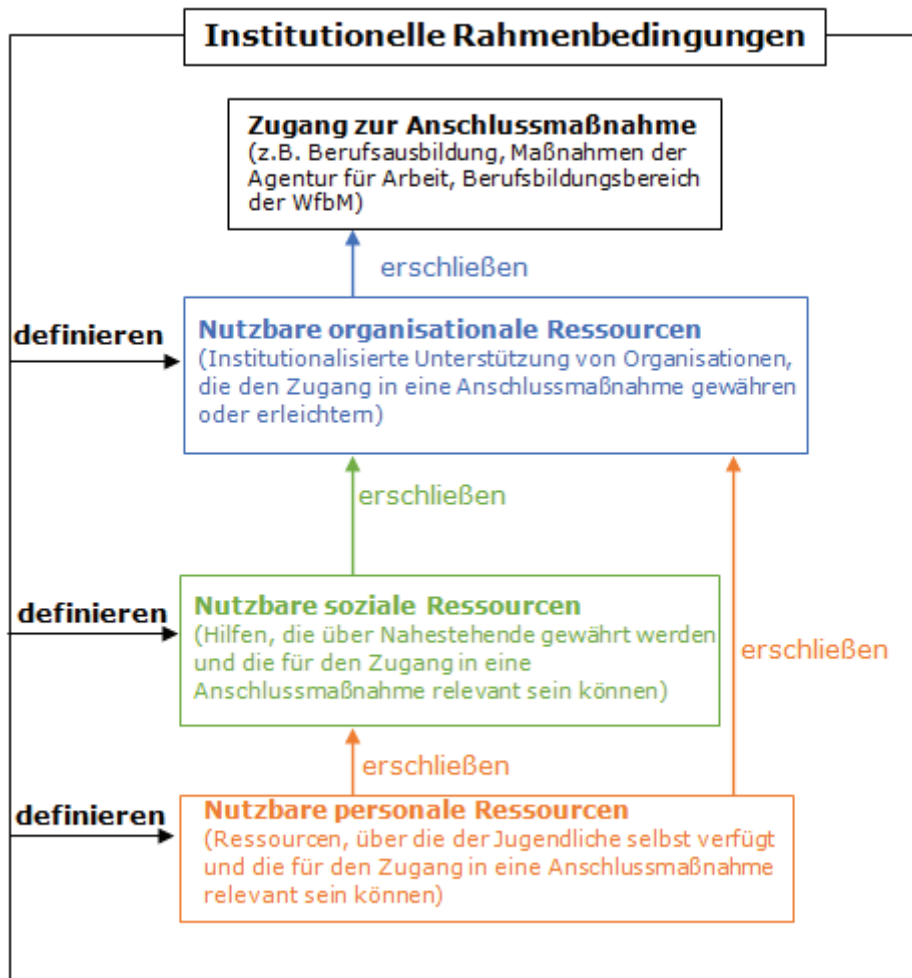 Institutionelle Rahmenbedingungen
Zugang zur Anschlussmaßnahme
(z.B. Berufsausbildung, Maßnahmen der
Agentur für Arbeit, Berufsbildungsbereich
der WfbM)
erschließen
definieren
Nutzbare organisationale Ressourcen
(Institutionalisierte Unterstützung von Organisationen,
die den Zugang in eine Anschlussmaßnahme gewähren
oder erleichtern)
erschließen
definieren
Nutzbare soziale Ressourcen
(Hilfen, die über Nahestehende gewährt werden
und die für den Zugang in eine
Anschlussmaßnahme relevant sein können)
erschließen
erschließen
definieren
Nutzbare personale Ressourcen
(Ressourcen, über die der Jugendliche selbst verfügt
und die für den Zugang in eine Anschlussmaßnahme
relevant sein können)